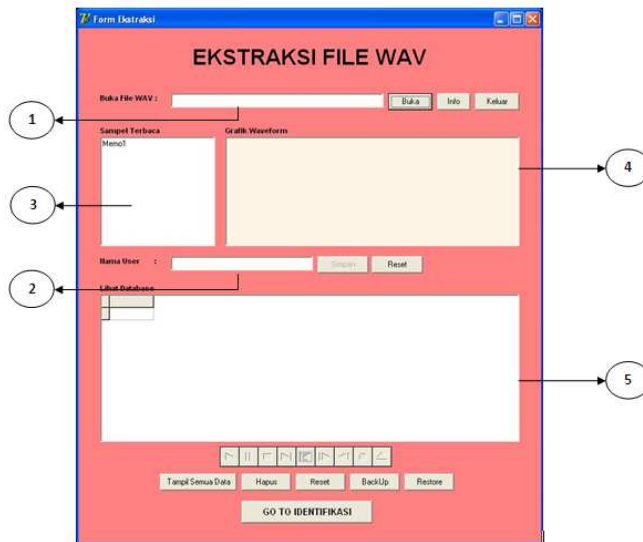 Form Ekstraksi
EKSTRAKSI FILE WAV
Buka File WAV :
Buka
Info
Keluar
1
Sampel Terbaca
Grafik Waveform
Memo1
4
3
Nama User :
Simpan
Reset
2
Lihat Database
5
Tampil Semua Data
Hapus
Reset
BackUp
Restore
GO TO IDENTIFIKASI